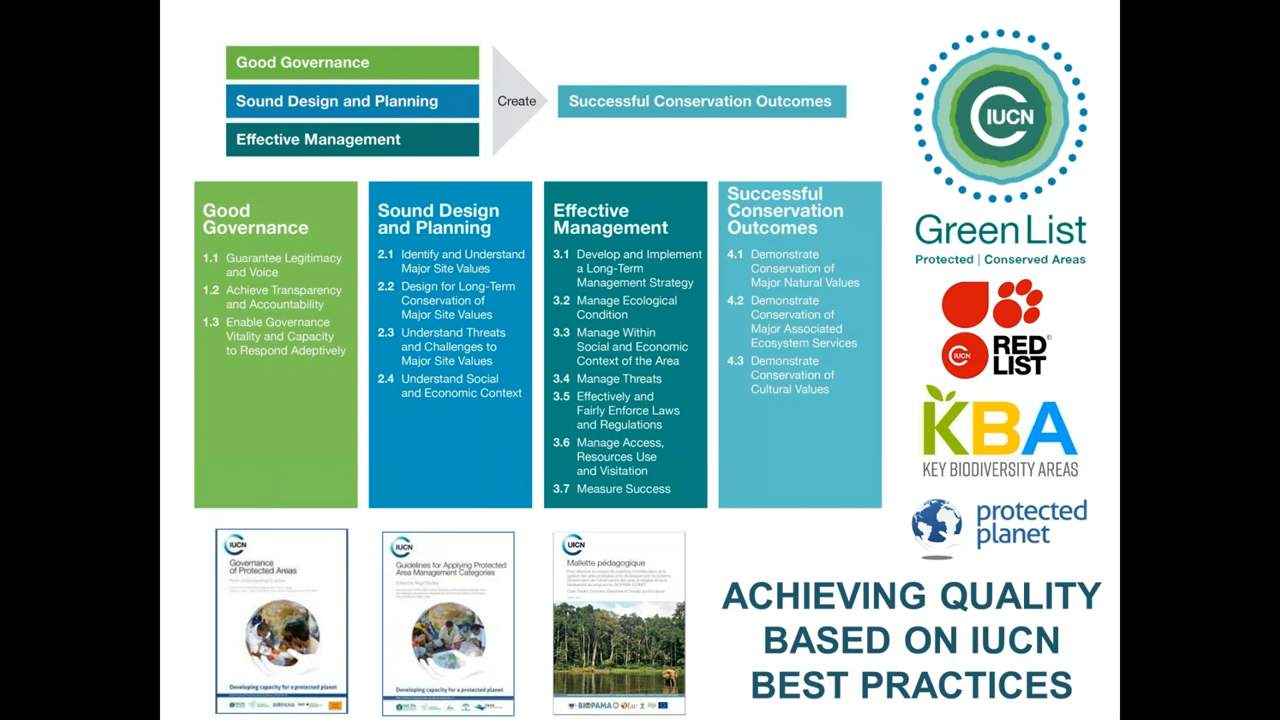 Good Governance
Sound Design and Planning
Effective Management
Create
Successful Conservation Outcomes
IUCN
Green List
Protected | Conserved Areas
Good
Governance
1.1 Guarantee Legitimacy
and Voice
1.2 Achieve Transparency
and Accountability
1.3 Enable Governance
Vitality and Capacity
to Respond Adeptively
Sound Design
and Planning
2.1 Identify and Understand
Major Site Values
2.2 Design for Long-Term
Conservation of
Major Site Values
2.3 Understand Threats
and Challenges to
Major Site Values
2.4 Understand Social
and Economic Context
Effective
Management
3.1 Develop and Implement
a Long-Term
Management Strategy
3.2 Manage Ecological
Condition
3.3 Manage Within
Social and Economic
Context of the Area
3.4 Manage Threats
3.5 Effectively and
Fairly Enforce Laws
and Regulations
3.6 Manage Access,
Resources Use
and Visitation
3.7 Measure Success
Successful
Conservation
Outcomes
4.1 Demonstrate
Conservation of
Major Natural Values
4.2 Demonstrate
Conservation of
Major Associated
Ecosystem Services
4.3 Demonstrate
Conservation of
Cultural Values
IUCN
RED
LIST
KBA
KEY BIODIVERSITY AREAS
protected
planet
IUCN
Governance
of Protected Areas
Developing capacity for a protected planet
IUCN
Guidelines for Applying Protected
Area Management Categories
Developing capacity for a protected planet
UICN
Mallette pédagogique
BIOPAMA
ACHIEVING QUALITY
BASED ON IUCN
BEST PRACTICES